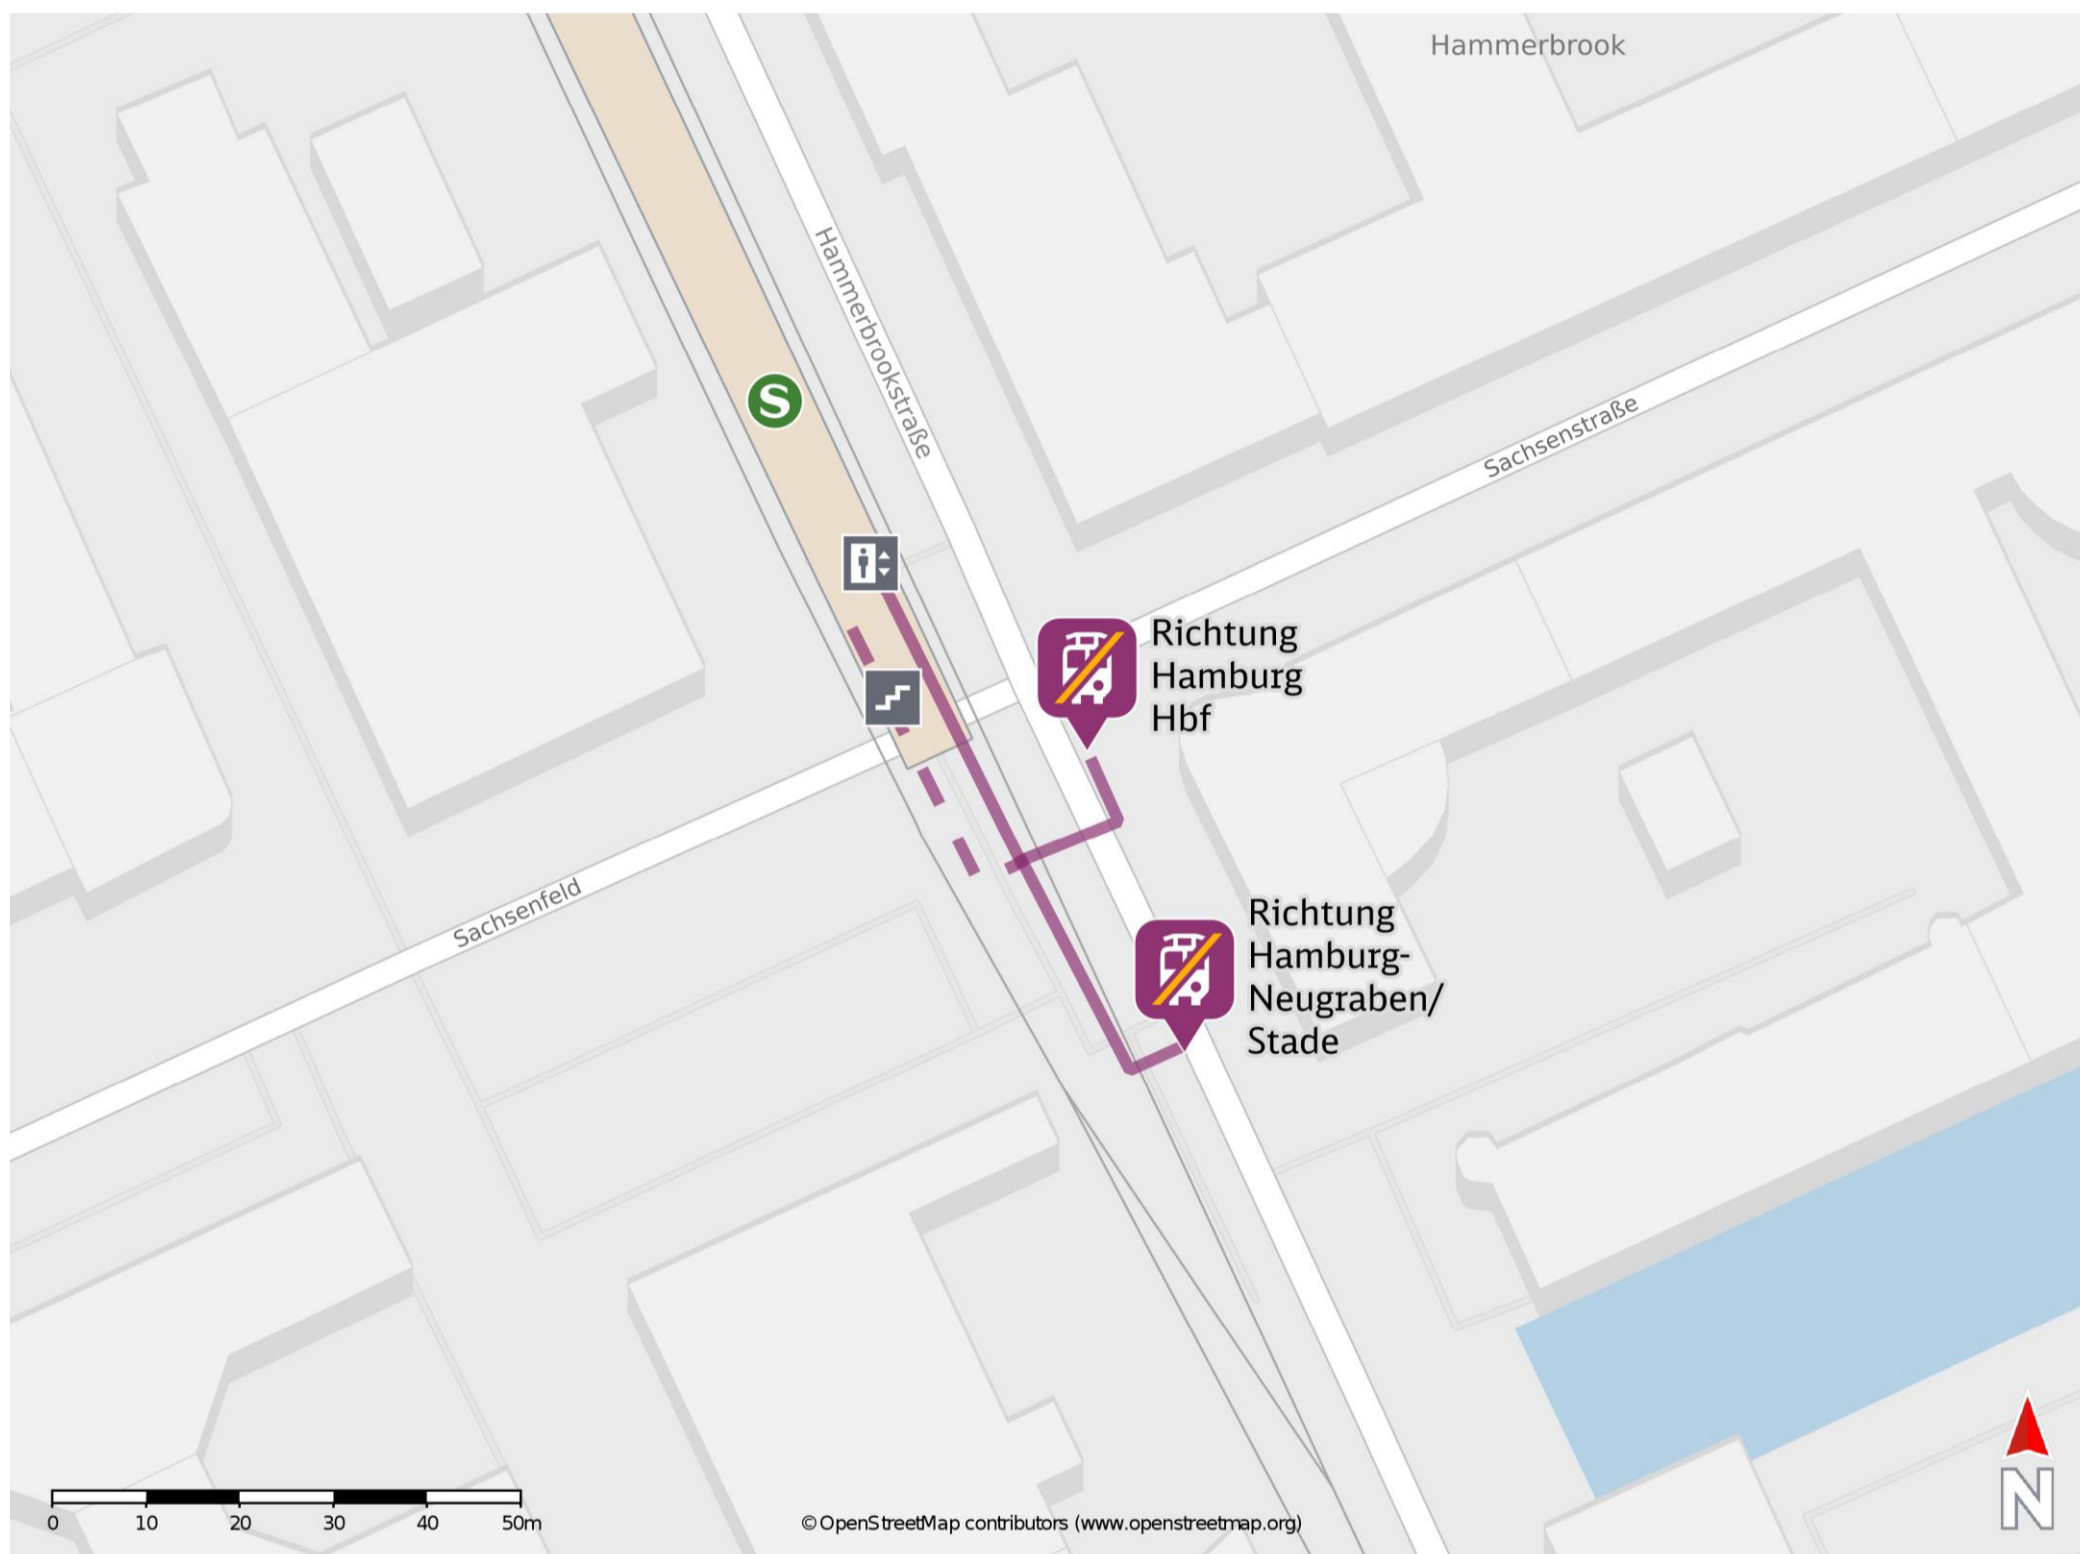 Hammerbrook
Hammerbrookstraße
S
Sachsenstraße
Richtung
Hamburg
Hbf
Sachsenfeld
Richtung
Hamburg-
Neugraben/
Stade
0 10 20 30 40 50m
© OpenStreetMap contributors (www.openstreetmap.org)
N